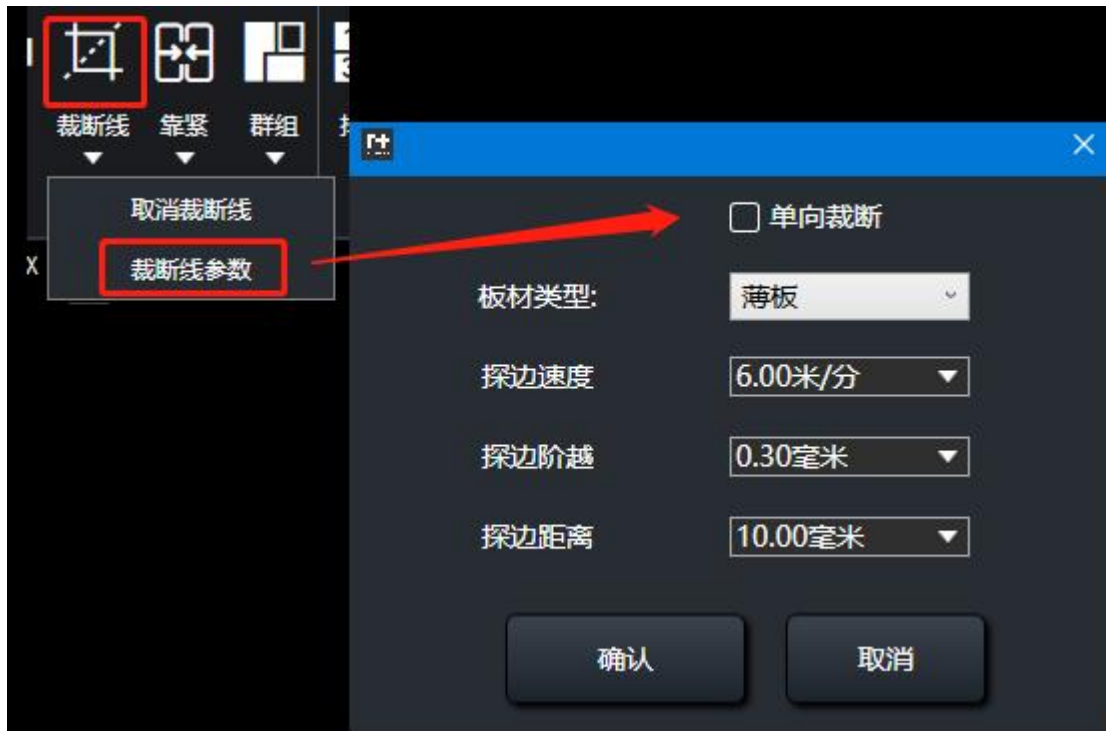 裁断线
靠紧
群组
取消裁断线
裁断线参数
X
单向裁断
板材类型:
薄板
探边速度
6.00米/分
探边阶越
0.30毫米
探边距离
10.00毫米
确认
取消